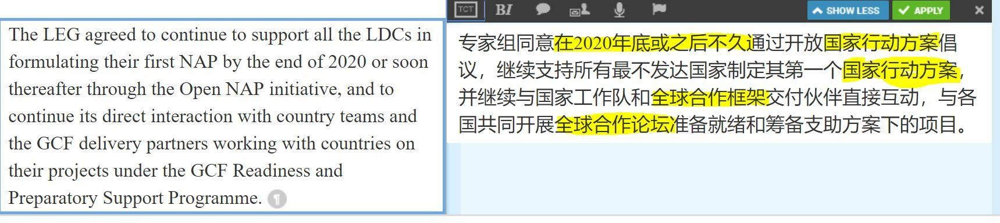 The LEG agreed to continue to support all the LDCs in
formulating their first NAP by the end of 2020 or soon
thereafter through the Open NAP initiative, and to
continue its direct interaction with country teams and
the GCF delivery partners working with countries on
their projects under the GCF Readiness and
Preparatory Support Programme. ¶
TCT BI SHOW LESS APPLY
专家组同意在2020年底或之后不久通过开放国家行动方案倡
议，继续支持所有最不发达国家制定其第一个国家行动方案，
并继续与国家工作队和全球合作框架交付伙伴直接互动，与各
国共同开展全球合作论坛准备就绪和筹备支助方案下的项目。